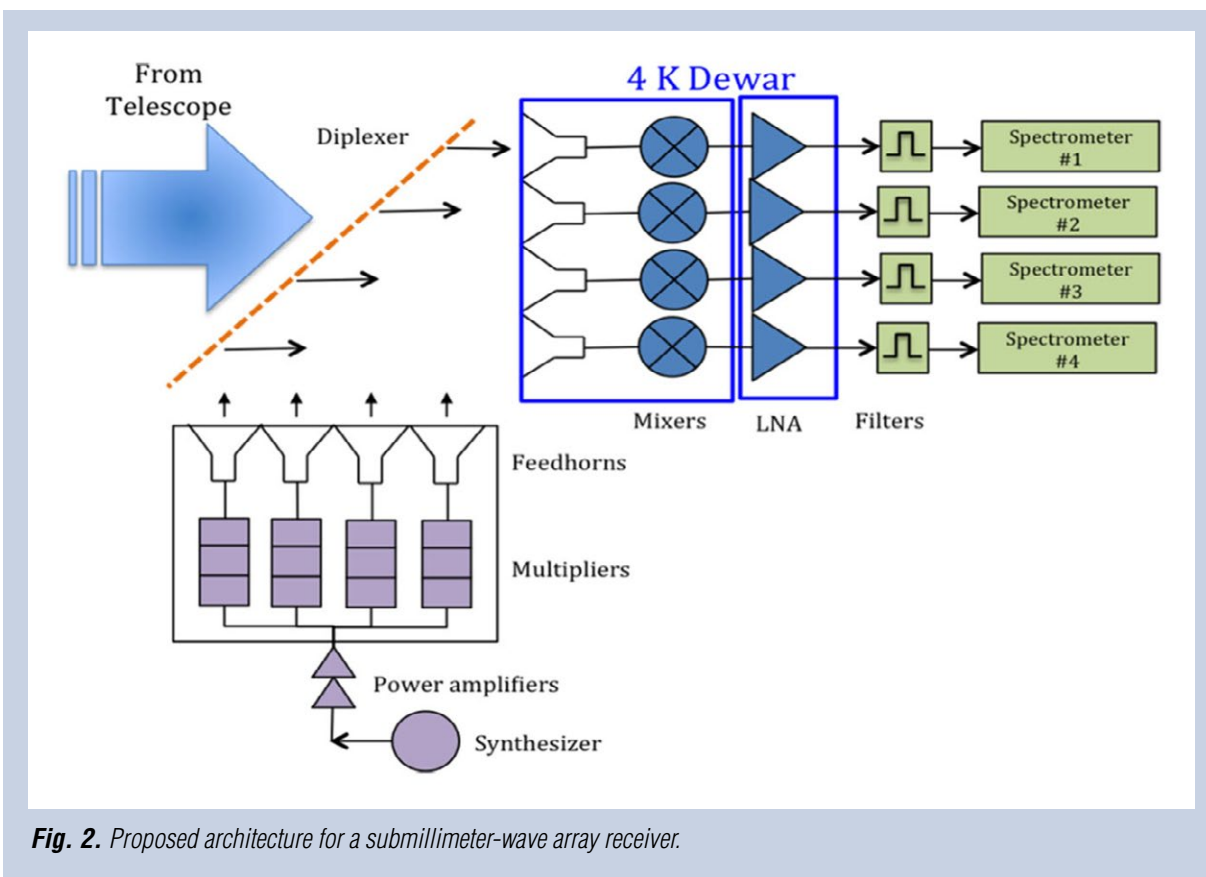 From
Telescope
Diplexer
4 K Dewar
Spectrometer
#1
Spectrometer
#2
Spectrometer
#3
Spectrometer
#4
Mixers
LNA
Filters
Feedhorns
Multipliers
Power amplifiers
Synthesizer
Fig. 2. Proposed architecture for a submillimeter-wave array receiver.